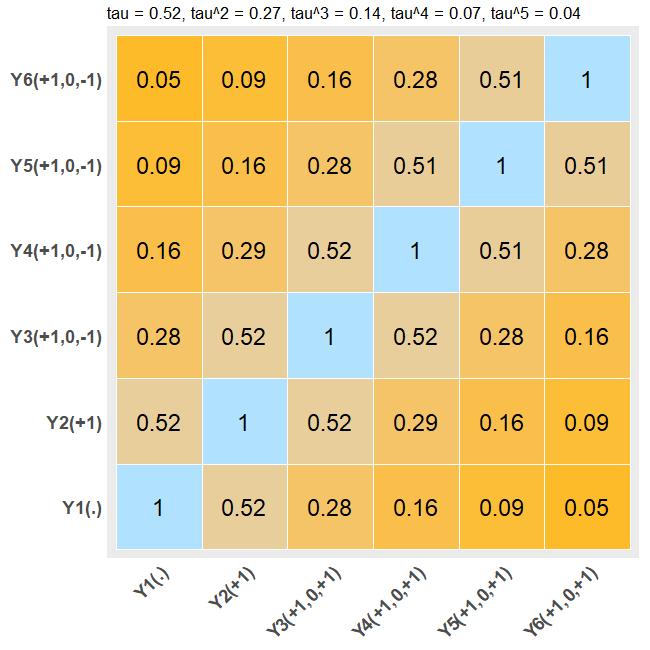 tau = 0.52, tau^2 = 0.27, tau^3 = 0.14, tau^4 = 0.07, tau^5 = 0.04
Y6(+1,0,-1) 0.05 0.09 0.16 0.28 0.51 1
Y5(+1,0,-1) 0.09 0.16 0.28 0.51 1 0.51
Y4(+1,0,-1) 0.16 0.29 0.52 1 0.51 0.28
Y3(+1,0,-1) 0.28 0.52 1 0.52 0.28 0.16
Y2(+1) 0.52 1 0.52 0.29 0.16 0.09
Y1(.) 1 0.52 0.28 0.16 0.09 0.05
Y1(.) Y2(+1) Y3(+1,0,+1) Y4(+1,0,+1) Y5(+1,0,+1) Y6(+1,0,+1)